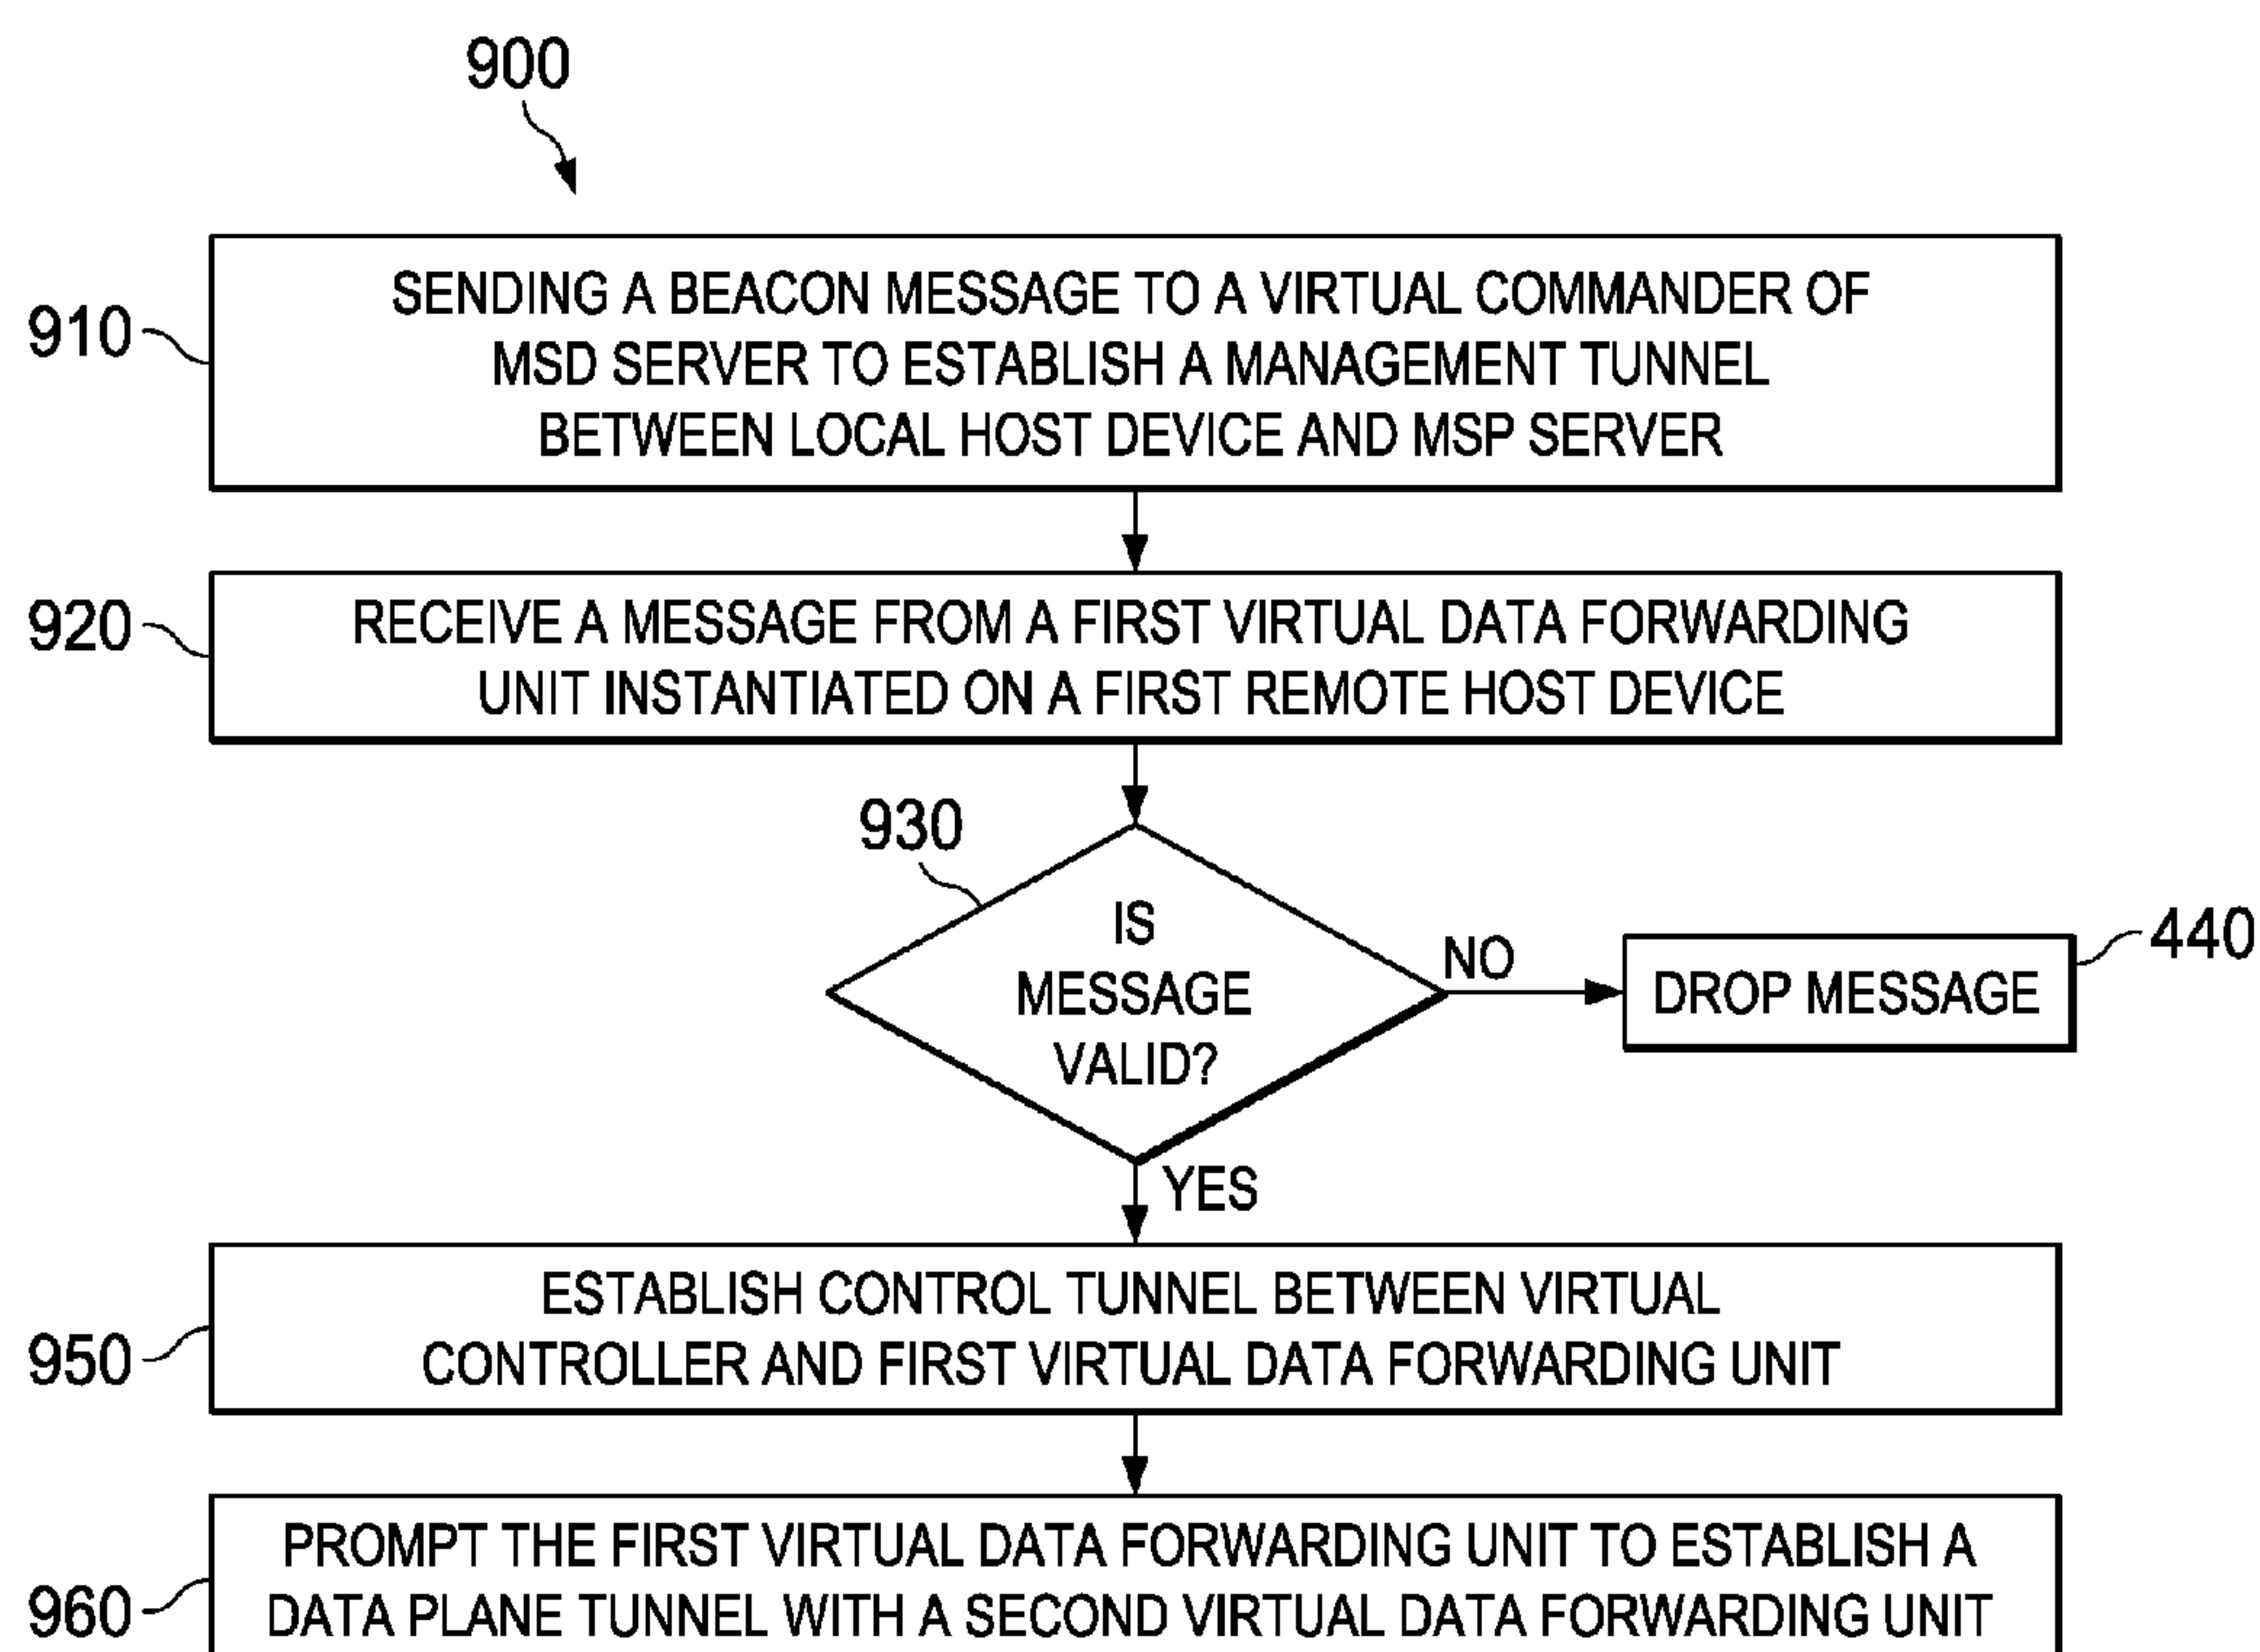 900
910
SENDING A BEACON MESSAGE TO A VIRTUAL COMMANDER OF
MSD SERVER TO ESTABLISH A MANAGEMENT TUNNEL
BETWEEN LOCAL HOST DEVICE AND MSP SERVER
920
RECEIVE A MESSAGE FROM A FIRST VIRTUAL DATA FORWARDING
UNIT INSTANTIATED ON A FIRST REMOTE HOST DEVICE
930
IS
MESSAGE
VALID?
NO
DROP MESSAGE
440
YES
950
ESTABLISH CONTROL TUNNEL BETWEEN VIRTUAL
CONTROLLER AND FIRST VIRTUAL DATA FORWARDING UNIT
960
PROMPT THE FIRST VIRTUAL DATA FORWARDING UNIT TO ESTABLISH A
DATA PLANE TUNNEL WITH A SECOND VIRTUAL DATA FORWARDING UNIT